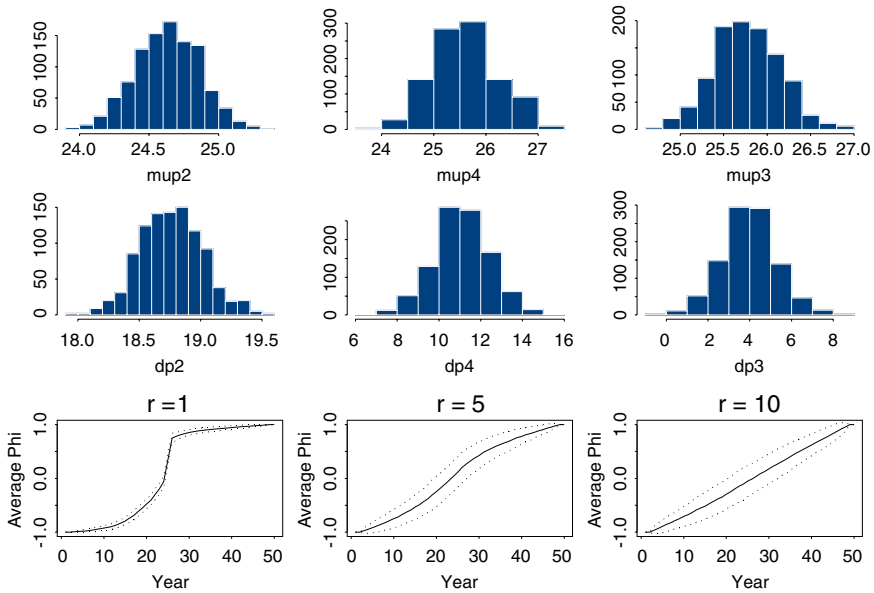 0 50 100 150
24.0 24.5 25.0
mup2
0 100 200 300
24 25 26 27
mup4
0 50 100 200
25.0 25.5 26.0 26.5 27.0
mup3
0 50 100 150
18.0 18.5 19.0 19.5
dp2
0 100 200
6 8 10 12 14 16
dp4
0 100 200 300
0 2 4 6 8
dp3
r =1
-1.0 0.0 1.0
Average Phi
0 10 20 30 40 50
Year
r = 5
-1.0 0.0 1.0
Average Phi
0 10 20 30 40 50
Year
r = 10
-1.0 0.0 1.0
Average Phi
0 10 20 30 40 50
Year